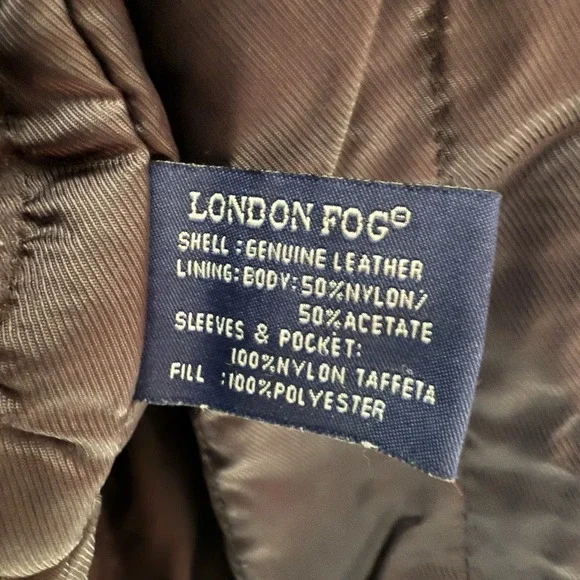 LONDON FOG®
SHELL :GENUINE LEATHER
LINING:BODY:50%NYLON/
50%ACETATE
SLEEVES & POCKET:
100%NYLON TAFFETA
FILL :100%POLYESTER